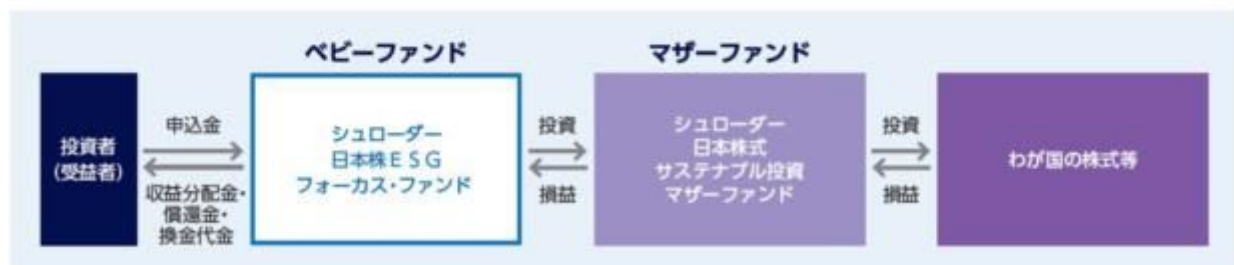 ベビーファンド
マザーファンド
投資者
(受益者)
申込金
収益分配金・
償還金・
換金代金
シュローダー
日本株ESG
フォーカス・ファンド
投資
損益
シュローダー
日本株式
サステナブル投資
マザーファンド
投資
損益
わが国の株式等